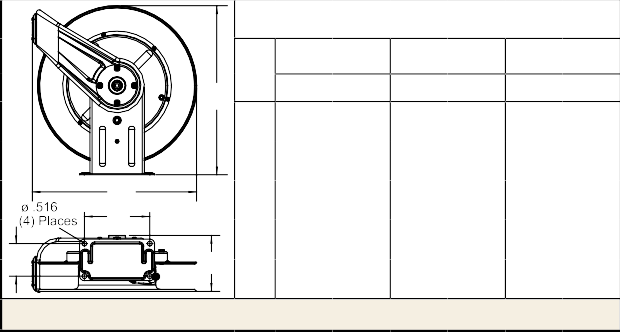 ø .516
(4) Places